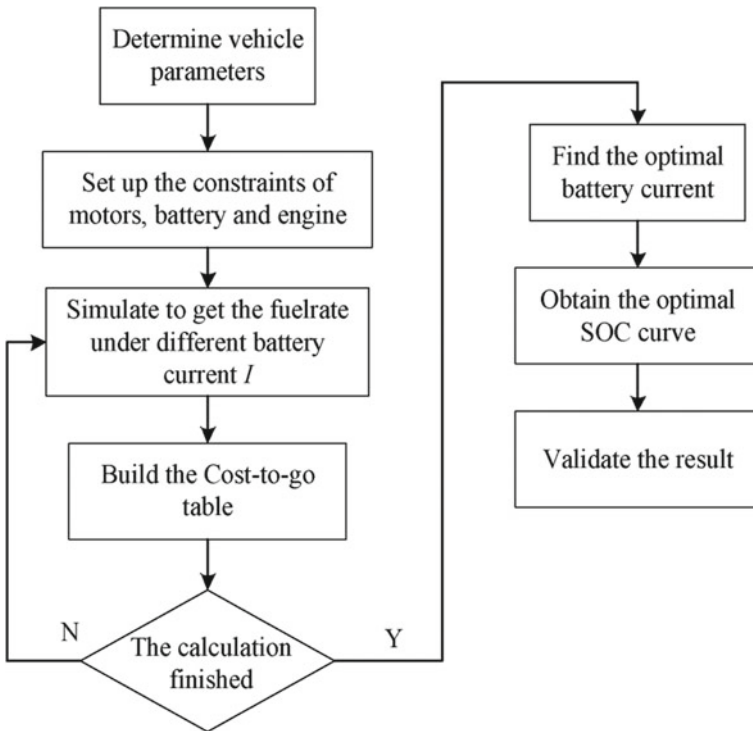 Determine vehicle
parameters
Set up the constraints of
motors, battery and engine
Simulate to get the fuelrate
under different battery
current I
Build the Cost-to-go
table
N
The calculation
finished
Y
Find the optimal
battery current
Obtain the optimal
SOC curve
Validate the result